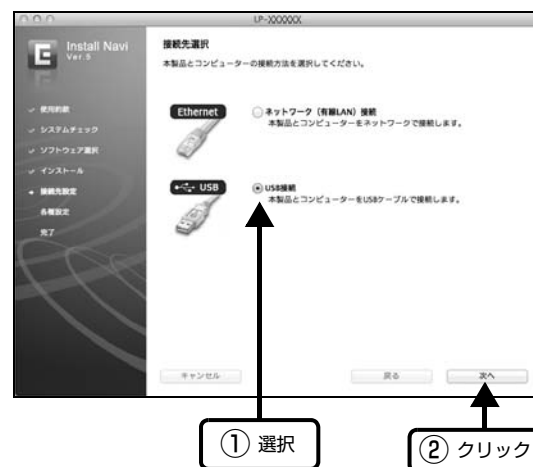 LP-XXXXXX
E Install Navi
Ver.5
使用許諾
システムチェック
ソフトウェア選択
インストール
接続先設定
各種設定
完了
接続先選択
本製品とコンピューターの接続方法を選択してください。
Ethernet
ネットワーク（有線LAN）接続
本製品とコンピューターをネットワークで接続します。
USB
USB接続
本製品とコンピューターをUSBケーブルで接続します。
キャンセル
戻る
次へ
① 選択
② クリック